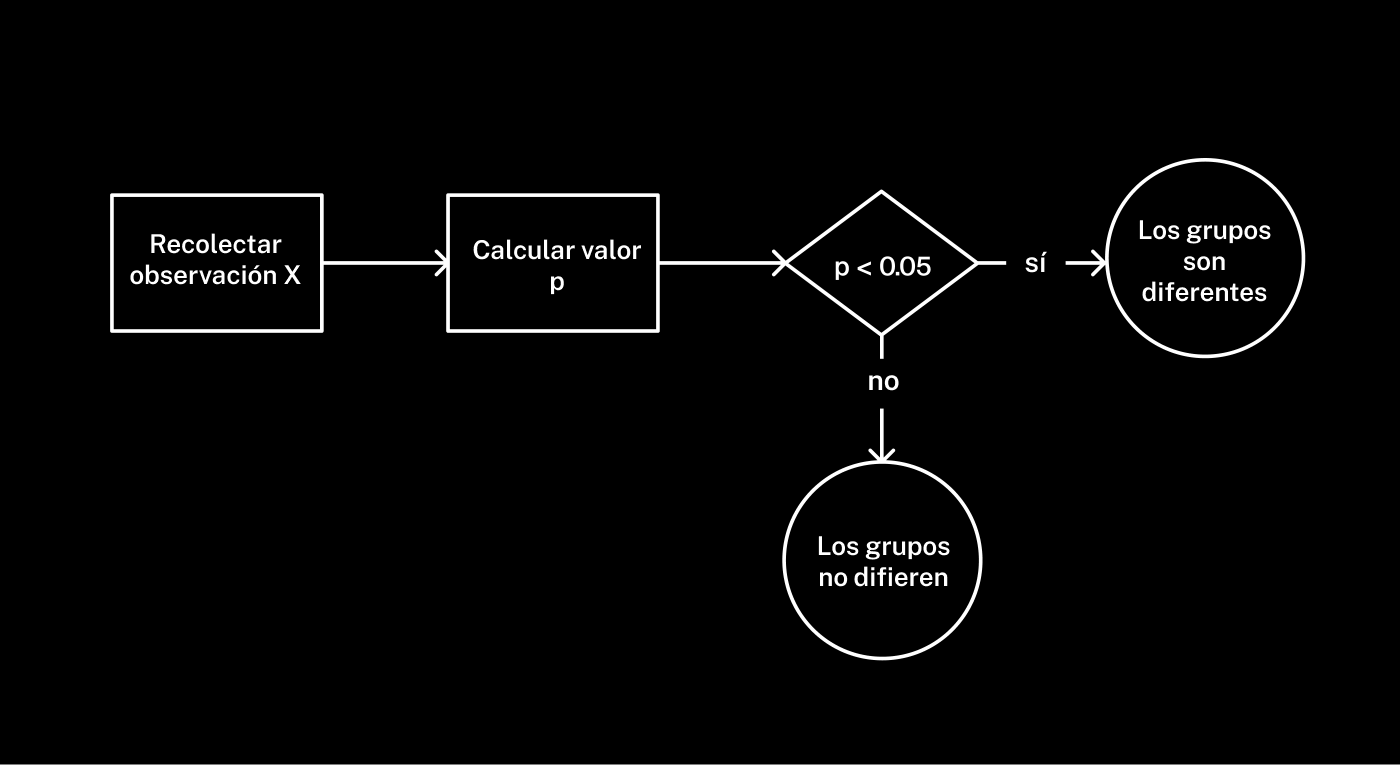 Recolectar
observación X
Calcular valor
p
p < 0.05
sí
Los grupos
son
diferentes
no
Los grupos
no difieren